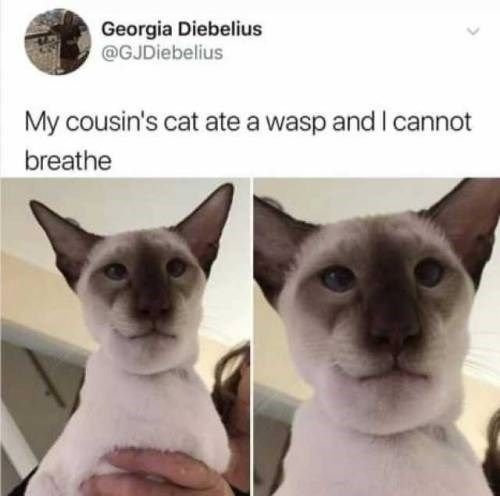 Georgia Diebelius
@GJDiebelius
My cousin's cat ate a wasp and I cannot
breathe